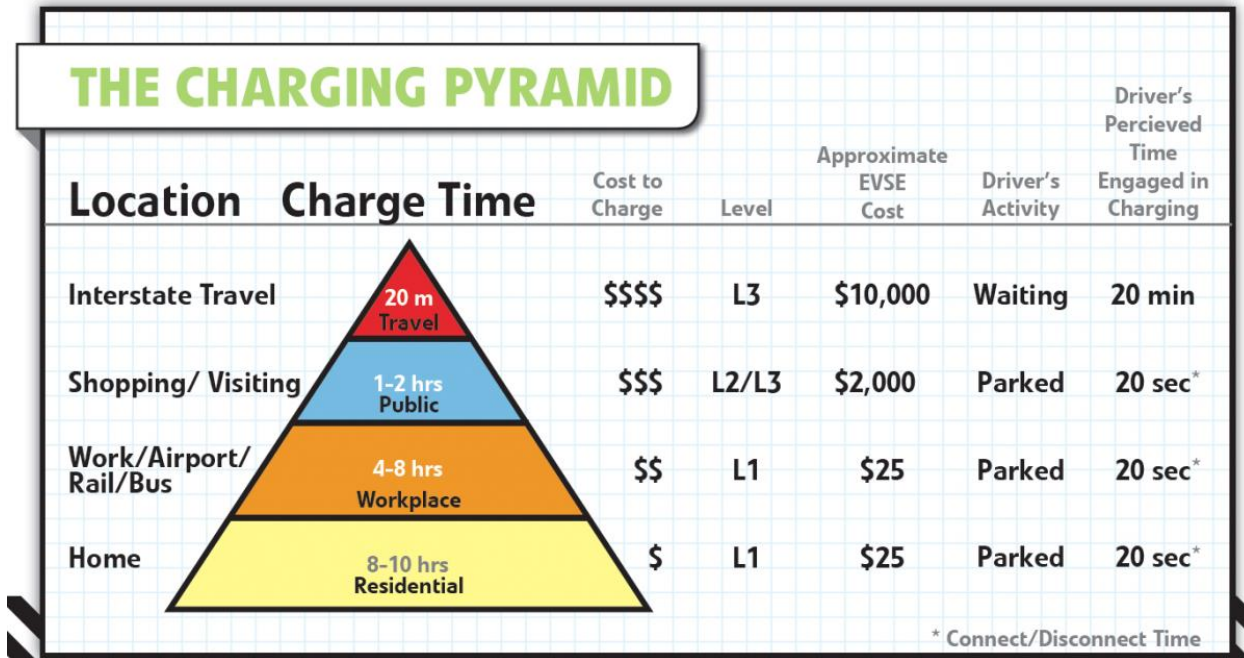 THE CHARGING PYRAMID
Location
Charge Time
Cost to
Charge
Level
Approximate
EVSE
Cost
Driver's
Activity
Driver's
Percieved
Time
Engaged in
Charging
Interstate Travel
20 m
Travel
$$$$
L3
$10,000
Waiting
20 min
Shopping/ Visiting
1-2 hrs
Public
$$$
L2/L3
$2,000
Parked
20 sec*
Work/Airport/
Rail/Bus
4-8 hrs
Workplace
$$
L1
$25
Parked
20 sec*
Home
8-10 hrs
Residential
$
L1
$25
Parked
20 sec*
* Connect/Disconnect Time